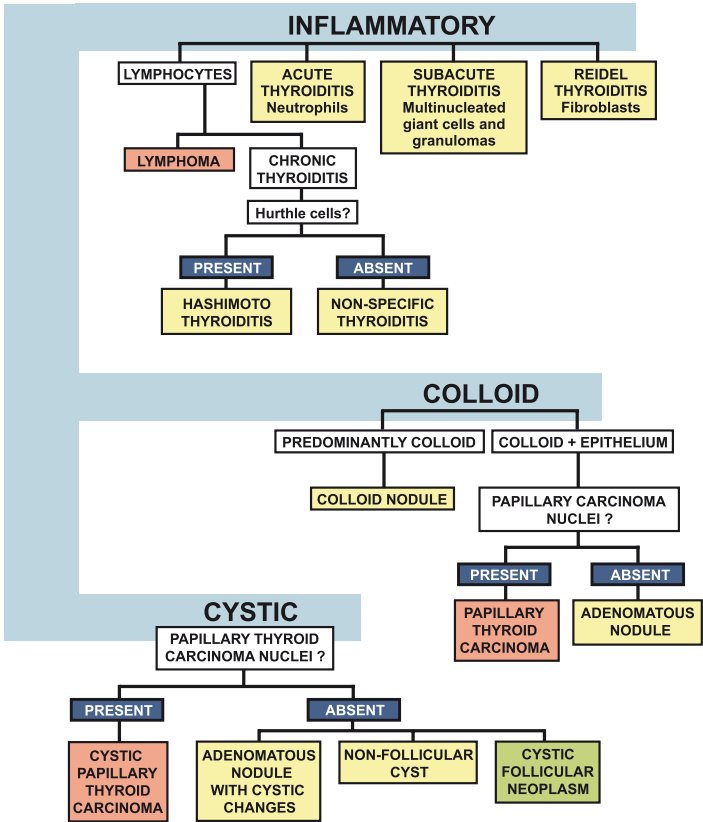 INFLAMMATORY
LYMPHOCYTES
ACUTE
THYROIDITIS
Neutrophils
SUBACUTE
THYROIDITIS
Multinucleated
giant cells and
granulomas
REIDEL
THYROIDITIS
Fibroblasts
LYMPHOMA
CHRONIC
THYROIDITIS
Hurthle cells?
PRESENT
ABSENT
HASHIMOTO
THYROIDITIS
NON-SPECIFIC
THYROIDITIS
COLLOID
PREDOMINANTLY COLLOID
COLLOID + EPITHELIUM
COLLOID NODULE
PAPILLARY CARCINOMA
NUCLEI ?
PRESENT
ABSENT
PAPILLARY
THYROID
CARCINOMA
ADENOMATOUS
NODULE
CYSTIC
PAPILLARY THYROID
CARCINOMA NUCLEI ?
PRESENT
ABSENT
CYSTIC
PAPILLARY
THYROID
CARCINOMA
ADENOMATOUS
NODULE
WITH CYSTIC
CHANGES
NON-FOLLICULAR
CYST
CYSTIC
FOLLICULAR
NEOPLASM